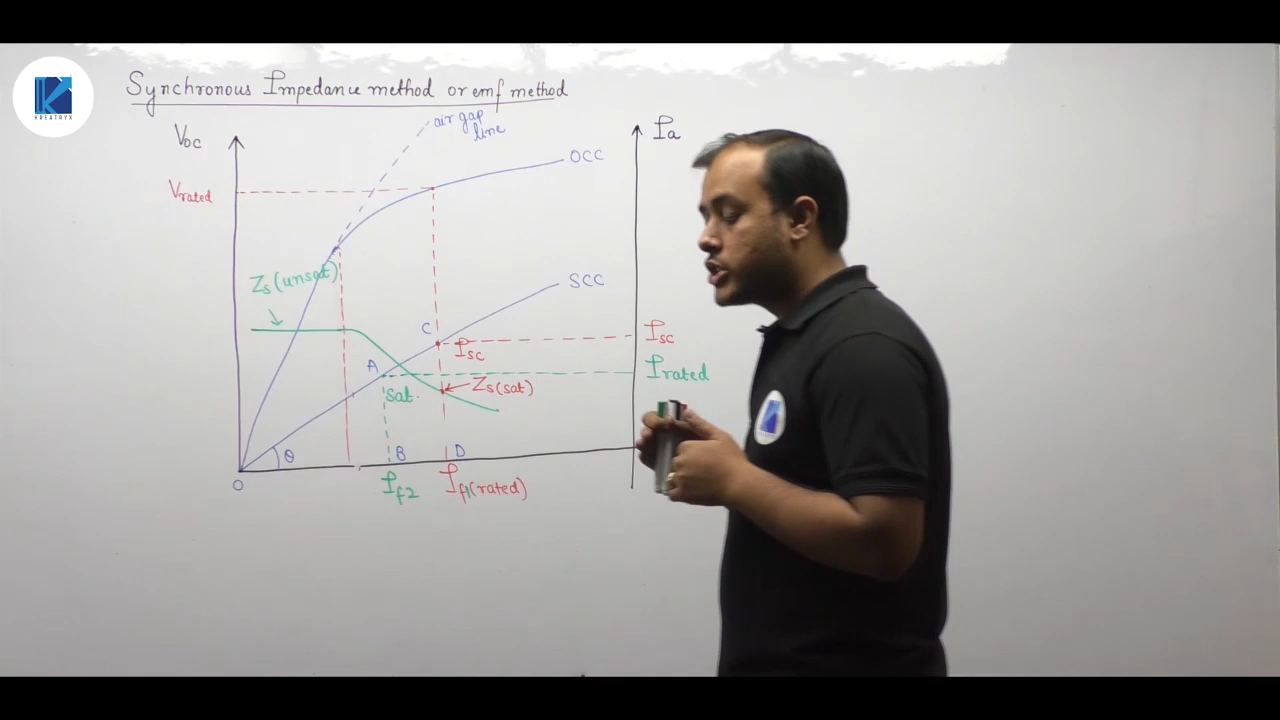 Synchronous Impedance method or emf method
KREATRYX
air gap
line
Voc
Ia
OCC
Vrated
Zs (unsat)
SCC
C
Isc
Isc
A
Irated
sat.
Zs(sat)
θ
B
D
O
If2
If1(rated)